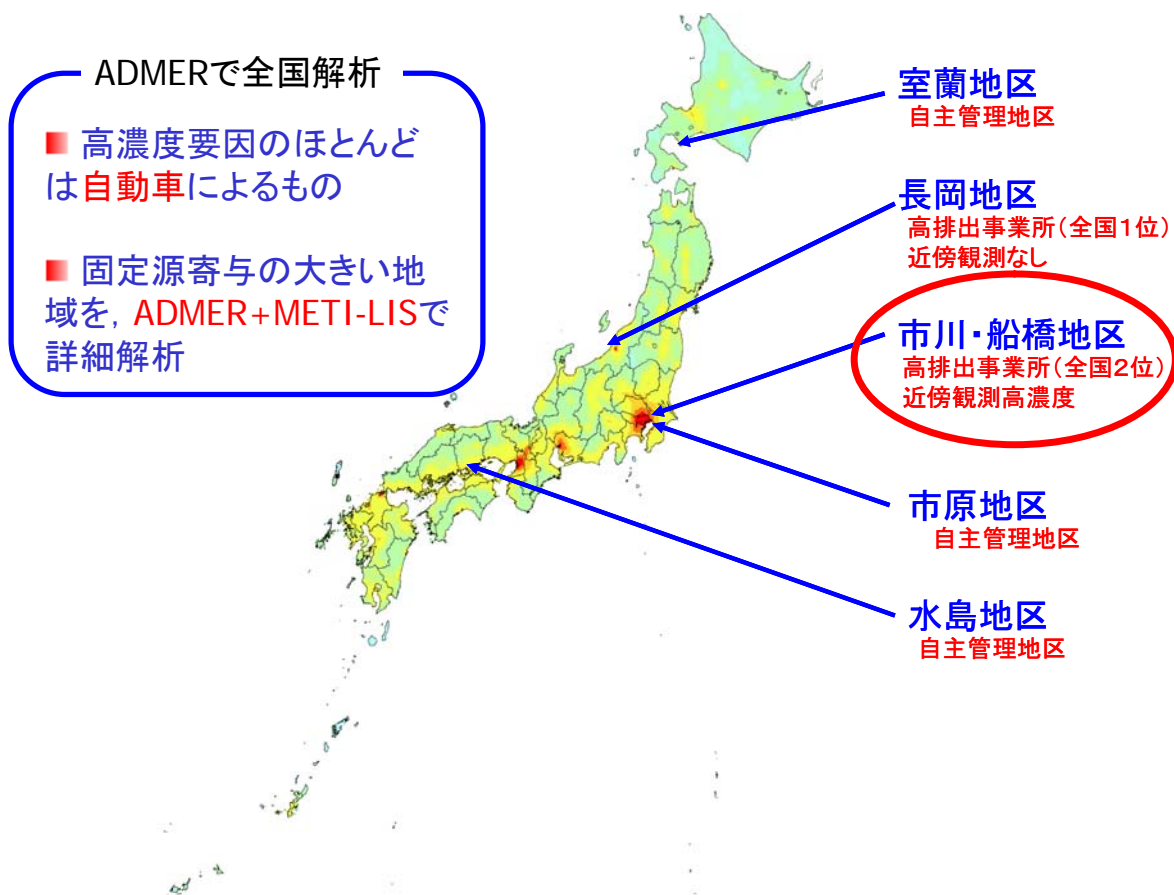 ADMERで全国解析
■ 高濃度要因のほとんど
は自動車によるもの
■ 固定源寄与の大きい地
域を, ADMER+METI-LISで
詳細解析
室蘭地区
自主管理地区
長岡地区
高排出事業所(全国1位)
近傍観測なし
市川・船橋地区
高排出事業所(全国2位)
近傍観測高濃度
市原地区
自主管理地区
水島地区
自主管理地区